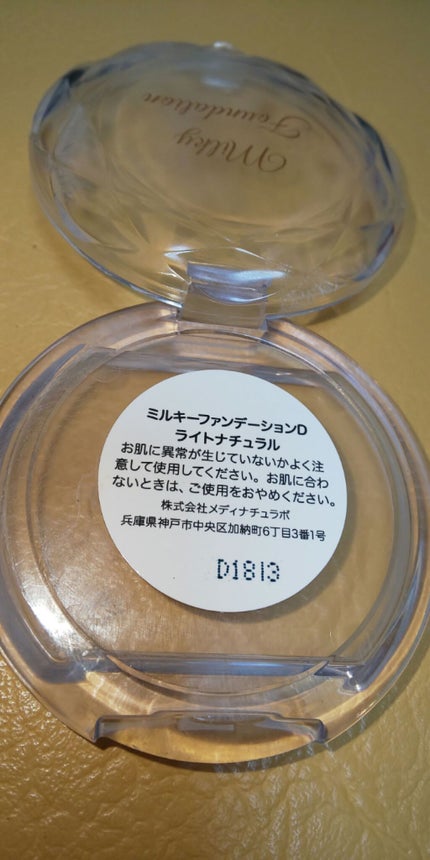 Milky
Foundation
ミルキーファンデーションD
ライトナチュラル
お肌に異常が生じていないかよく注
意して使用してください。お肌に合わ
ないときは、ご使用をおやめください。
株式会社メディナチュラボ
兵庫県神戸市中央区加納町6丁目3番1号
D1813